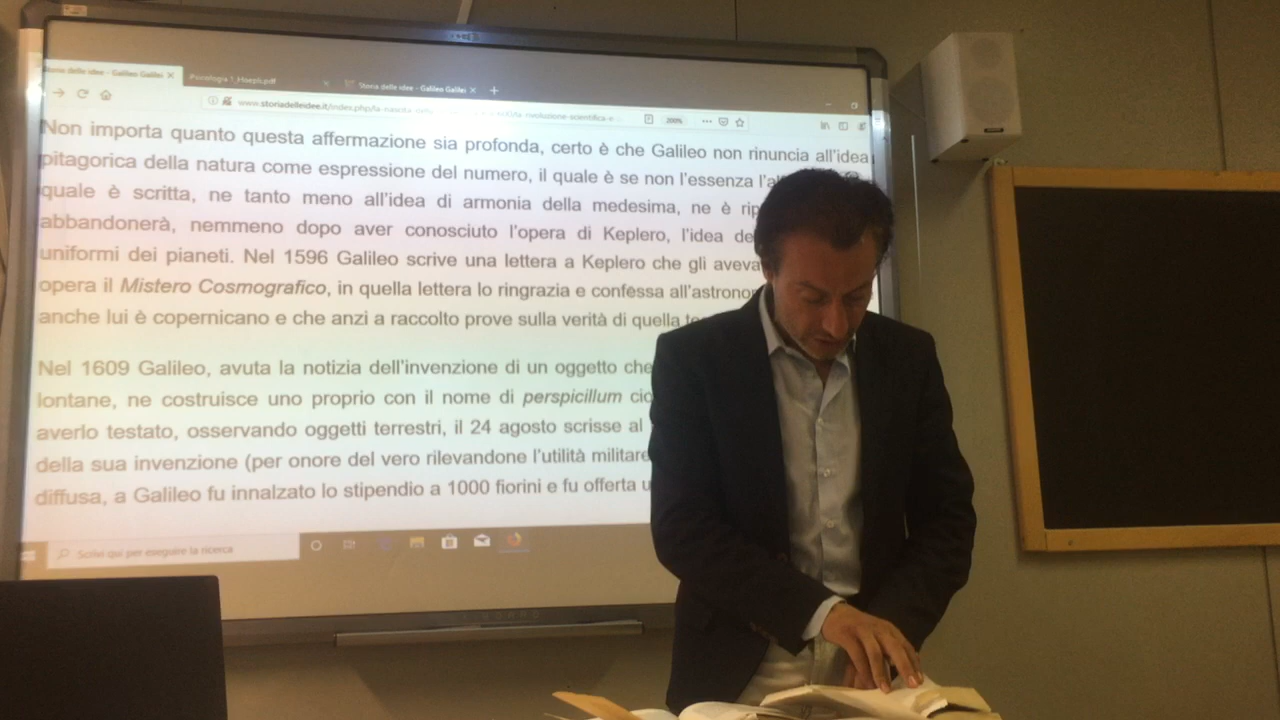 Storia delle idee - Galileo Galilei
Psicologia 1_Hoepli.pdf
Storia delle idee - Galileo Galilei
www.storiadelleidee.it/index.php/la-nascita-
200%
Non importa quanto questa affermazione sia profonda, certo è che Galileo non rinuncia all'idea
pitagorica della natura come espressione del numero, il quale è se non l'essenza
quale è scritta, ne tanto meno all'idea di armonia della medesima, ne è
abbandonerà, nemmeno dopo aver conosciuto l'opera di Keplero, l'idea
uniformi dei pianeti. Nel 1596 Galileo scrive una lettera a Keplero che gli aveva
opera il Mistero Cosmografico, in quella lettera lo ringrazia e confessa
anche lui è copernicano e che anzi a raccolto prove sulla verità di quella
Nel 1609 Galileo, avuta la notizia dell'invenzione di un oggetto che
lontane, ne costruisce uno proprio con il nome di perspicillum
averlo testato, osservando oggetti terrestri, il 24 agosto scrisse al
della sua invenzione (per onore del vero rilevandone l'utilità militare
diffusa, a Galileo fu innalzato lo stipendio a 1000 fiorini e fu offerta
Scrivi qui per eseguire la ricerca